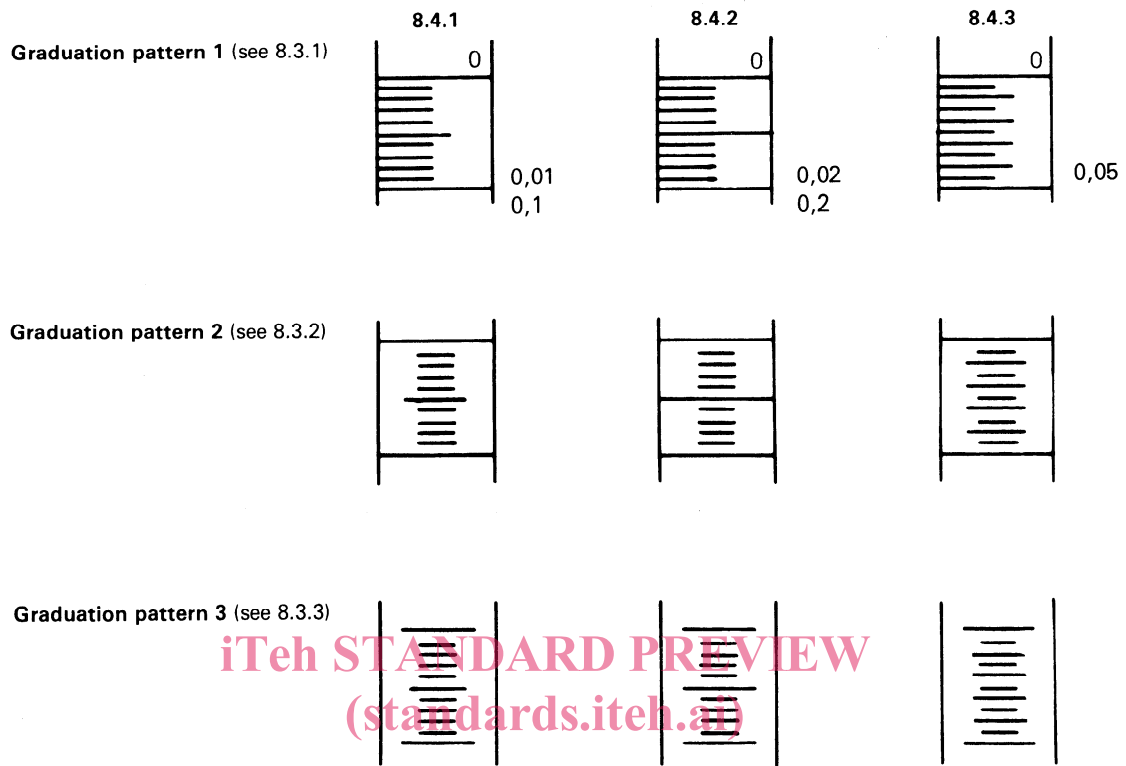 8.4.1 8.4.2 8.4.3
Graduation pattern 1 (see 8.3.1)
0 0 0
0,01 0,02 0,05
0,1 0,2
Graduation pattern 2 (see 8.3.2)
Graduation pattern 3 (see 8.3.3)
iTeh STANDARD PREVIEW
(standards.iteh.ai)